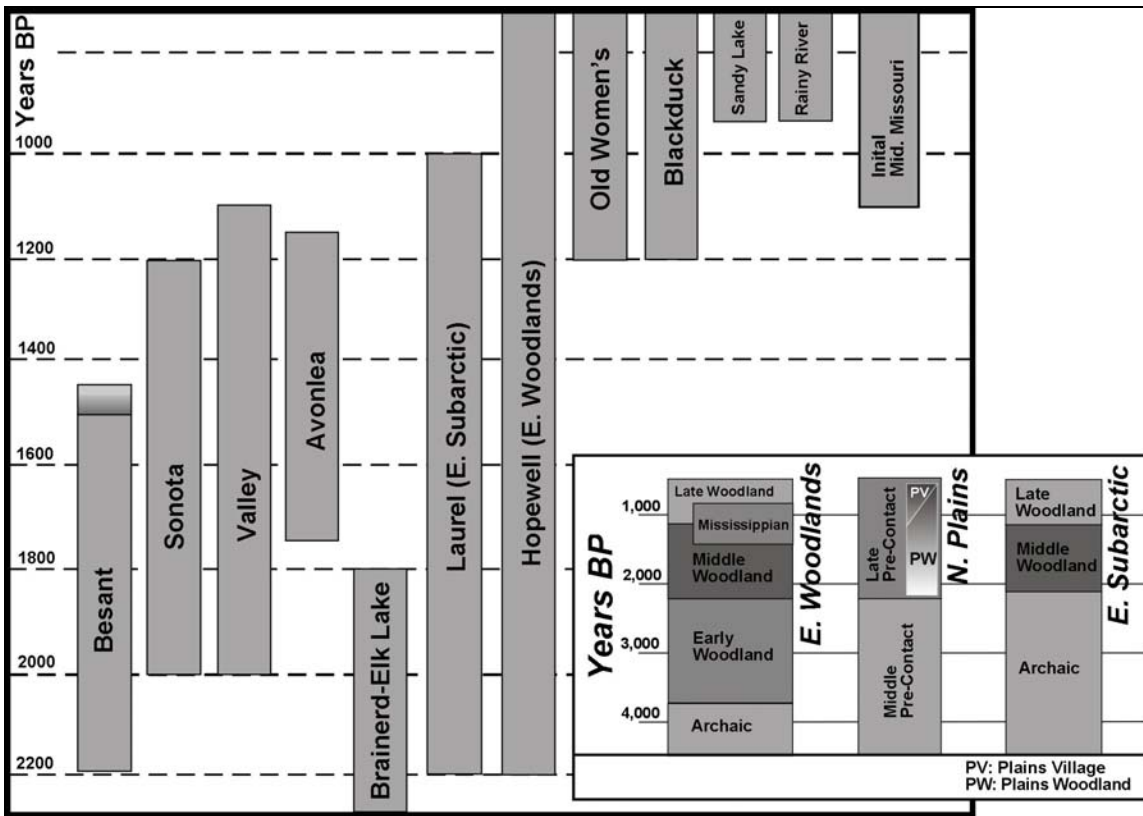 Years BP
1000
1200
1400
1600
1800
2000
2200
Besant
Sonota
Valley
Avonlea
Brainerd-Elk Lake
Laurel (E. Subarctic)
Hopewell (E. Woodlands)
Old Women's
Blackduck
Sandy Lake
Rainy River
Inital
Mid. Missouri
Years BP
1,000
2,000
3,000
4,000
Late Woodland
Mississippian
Middle
Woodland
Early
Woodland
Archaic
E. Woodlands
Late
Pre-Contact
PV
PW
Middle
Pre-Contact
N. Plains
Late
Woodland
Middle
Woodland
Archaic
E. Subarctic
PV: Plains Village
PW: Plains Woodland